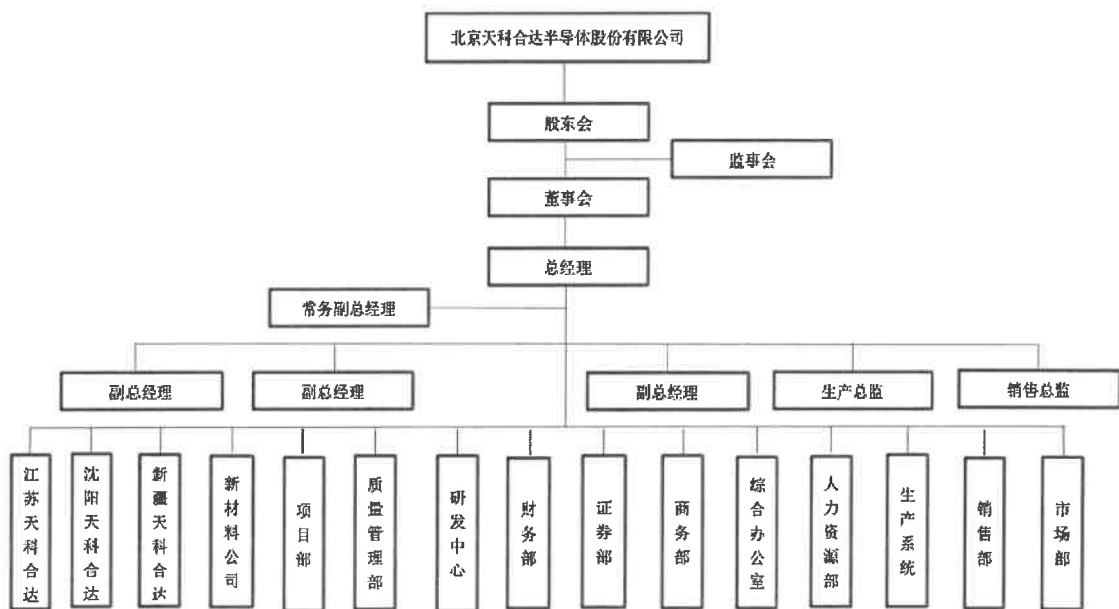 北京天科合达半导体股份有限公司
股东会
监事会
董事会
总经理
常务副总经理
副总经理
副总经理
副总经理
生产总监
销售总监
江苏天科合达
沈阳天科合达
新疆天科合达
新材料公司
项目部
质量管理部
研发中心
财务部
证券部
商务部
综合办公室
人力资源部
生产系统
销售部
市场部